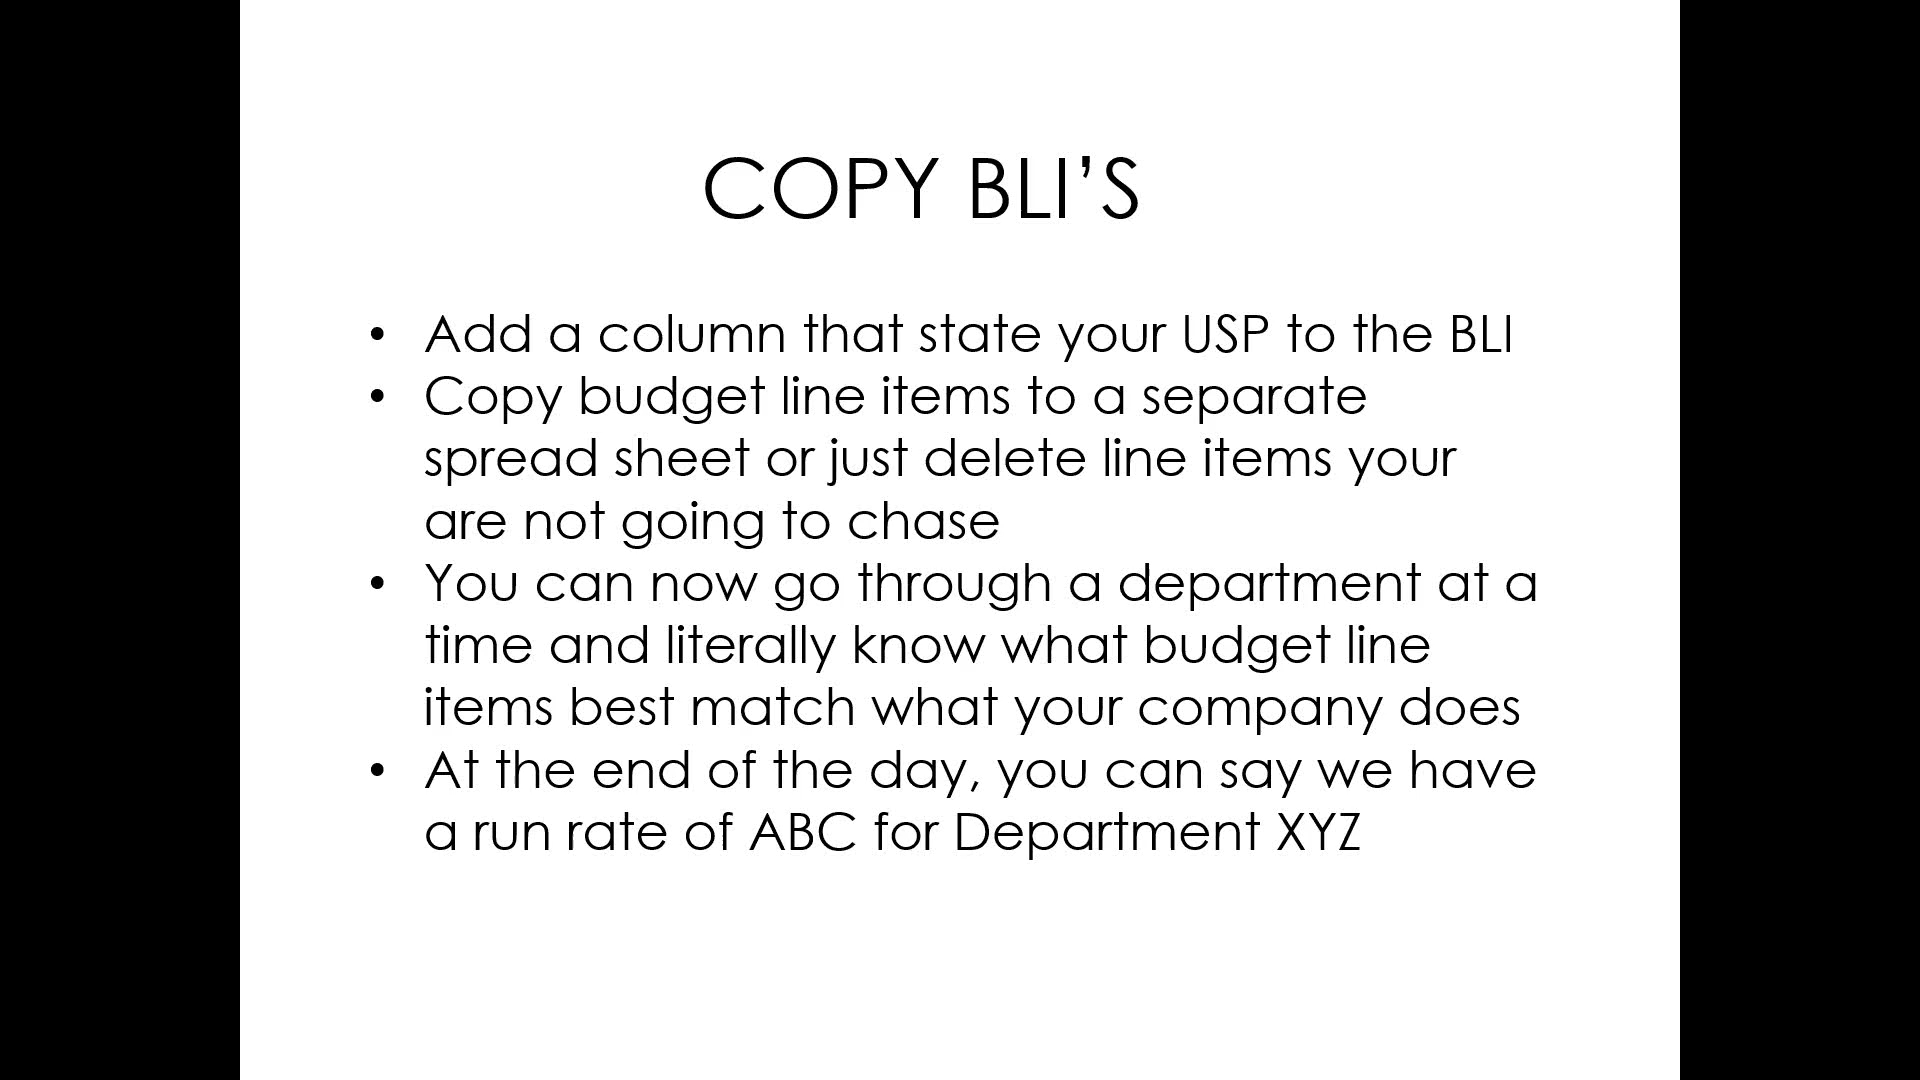 COPY BLI’S
• Add a column that state your USP to the BLI
• Copy budget line items to a separate
spread sheet or just delete line items your
are not going to chase
• You can now go through a department at a
time and literally know what budget line
items best match what your company does
• At the end of the day, you can say we have
a run rate of ABC for Department XYZ